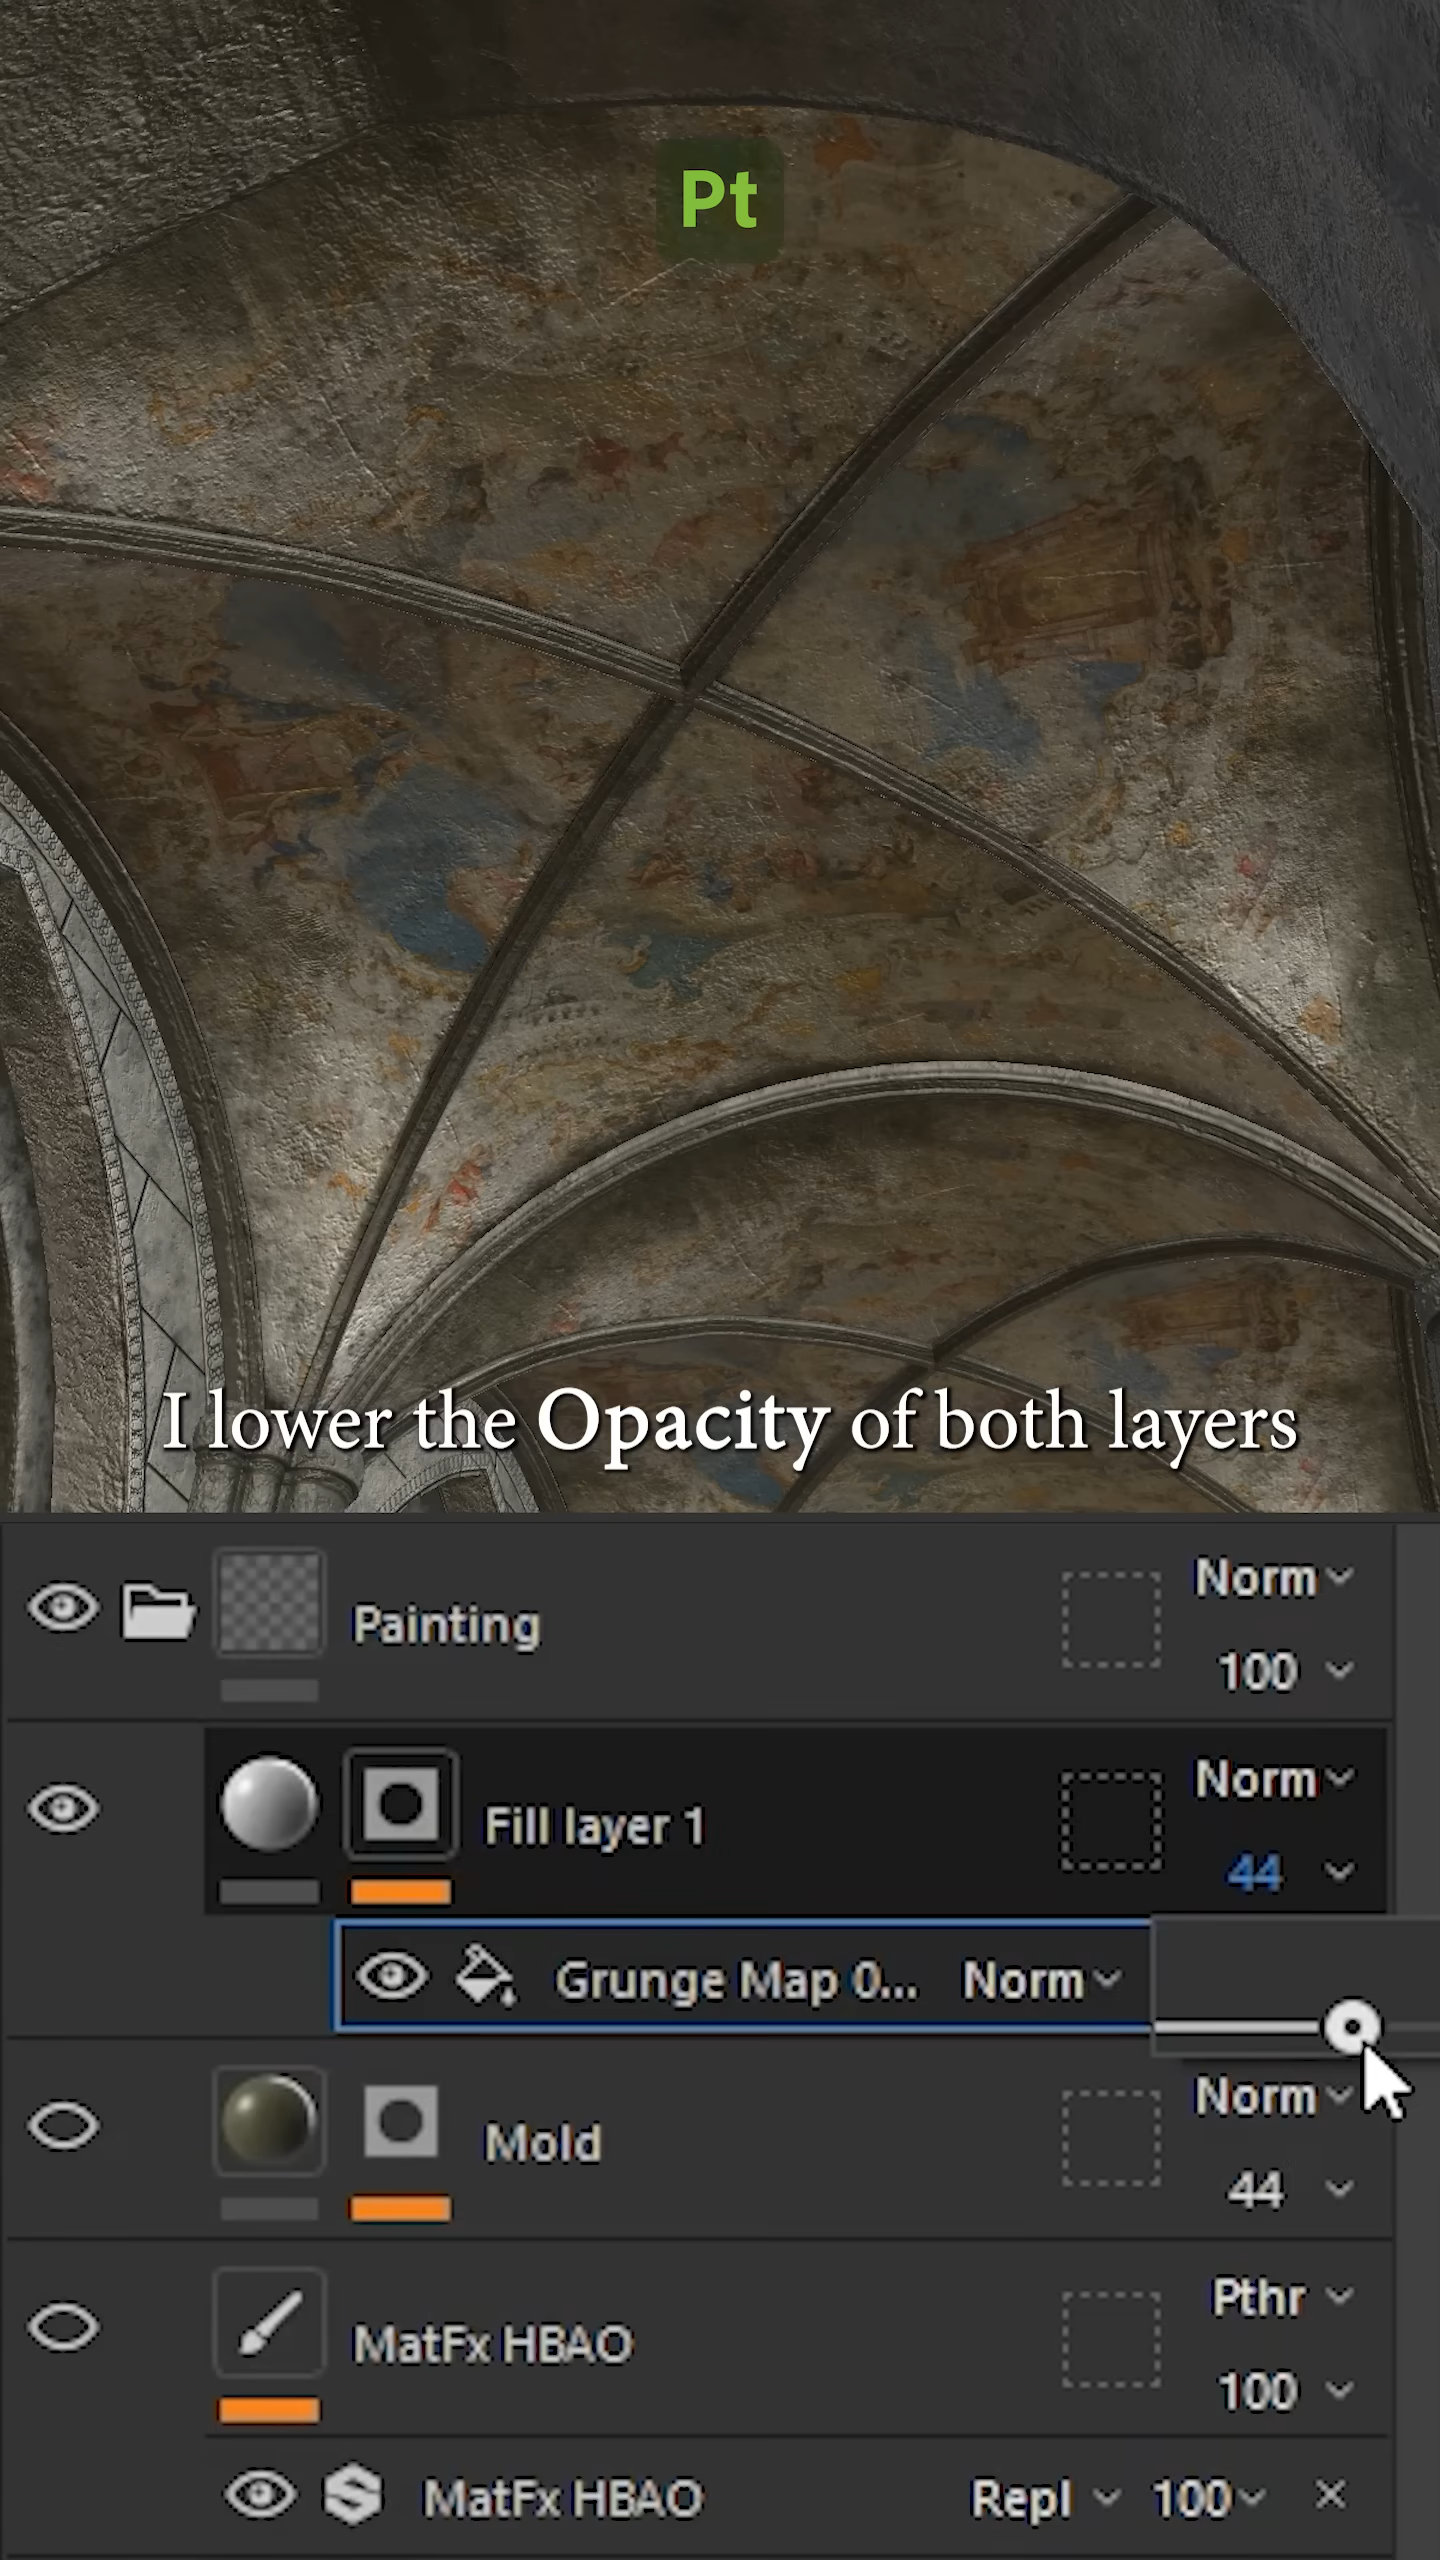 Pt
I lower the Opacity of both layers
Painting
Norm
100
Fill layer 1
Norm
44
Grunge Map 0... Norm
Mold
Norm
44
MatFx HBAO
Pthr
100
MatFx HBAO Repl 100